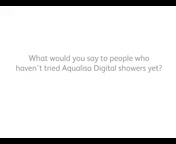 What would you say to people who
haven't tried Aqualisa Digital showers yet?